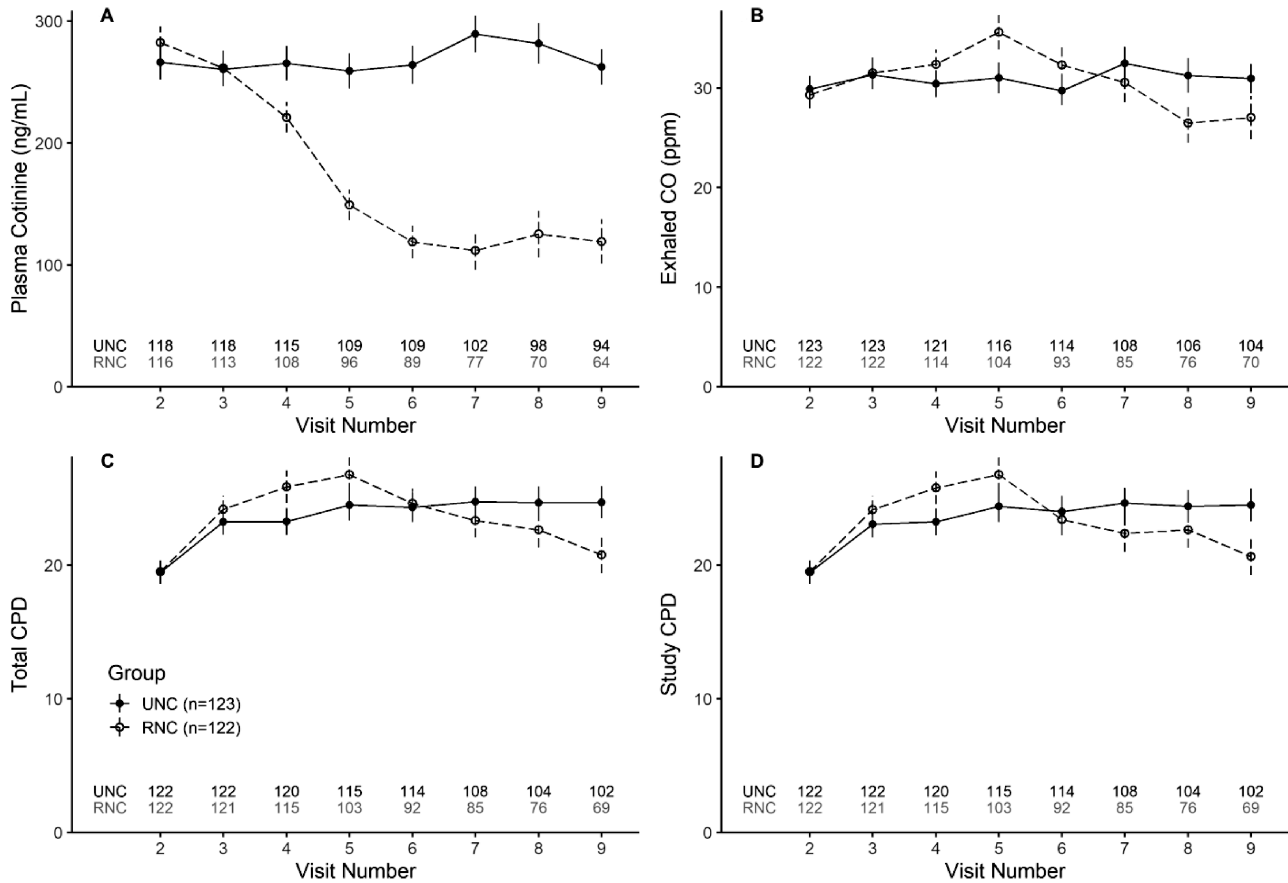 A
Plasma Cotinine (ng/mL)
300
200
100
0
UNC 118 118 115 109 109 102 98 94
RNC 116 113 108 96 89 77 70 64
2 3 4 5 6 7 8 9
Visit Number
B
Exhaled CO (ppm)
30
20
10
0
UNC 123 123 121 116 114 108 106 104
RNC 122 122 114 104 93 85 76 70
2 3 4 5 6 7 8 9
Visit Number
C
Total CPD
20
10
0
Group
UNC (n=123)
RNC (n=122)
UNC 122 122 120 115 114 108 104 102
RNC 122 121 115 103 92 85 76 69
2 3 4 5 6 7 8 9
Visit Number
D
Study CPD
20
10
0
UNC 122 122 120 115 114 108 104 102
RNC 122 121 115 103 92 85 76 69
2 3 4 5 6 7 8 9
Visit Number